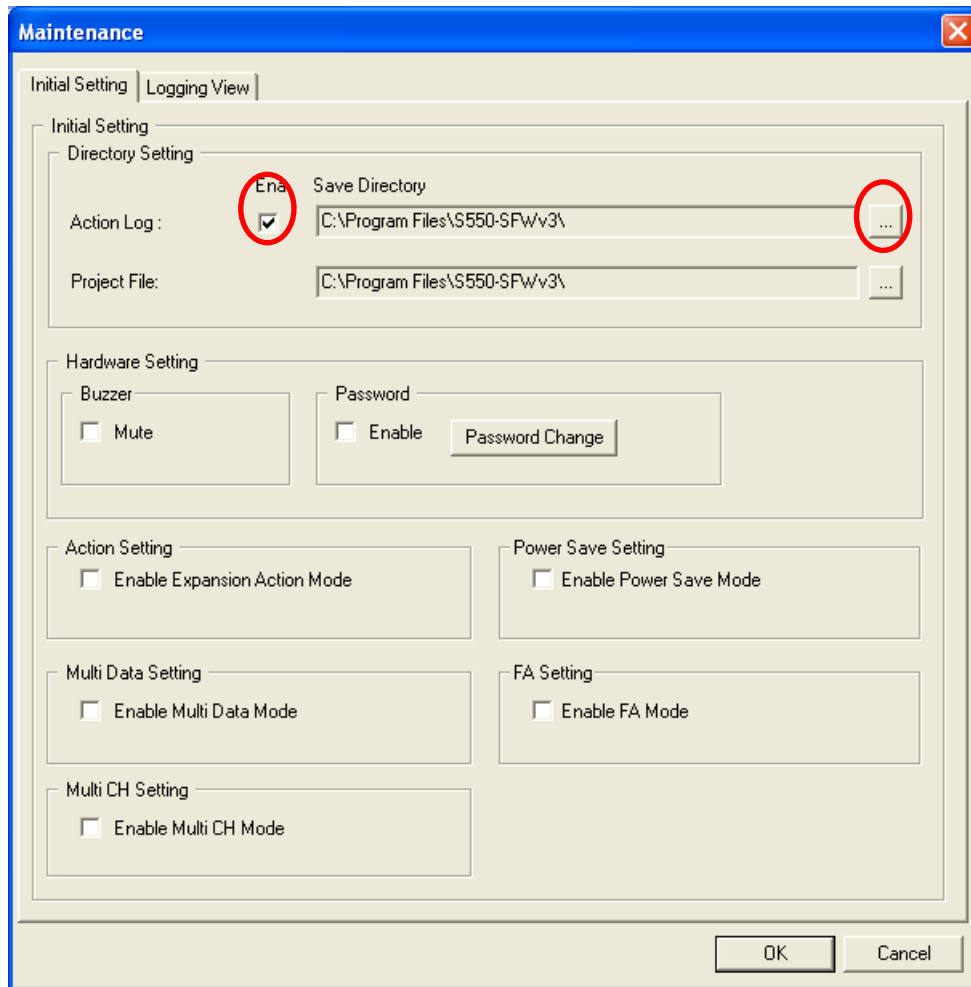 Maintenance
Initial Setting
Logging View
Initial Setting
Directory Setting
Ena Save Directory
Action Log : C:\Program Files\S550-SFWv3\ ...
Project File: C:\Program Files\S550-SFWv3\ ...
Hardware Setting
Buzzer
Password
Mute
Enable
Password Change
Action Setting
Power Save Setting
Enable Expansion Action Mode
Enable Power Save Mode
Multi Data Setting
FA Setting
Enable Multi Data Mode
Enable FA Mode
Multi CH Setting
Enable Multi CH Mode
OK
Cancel